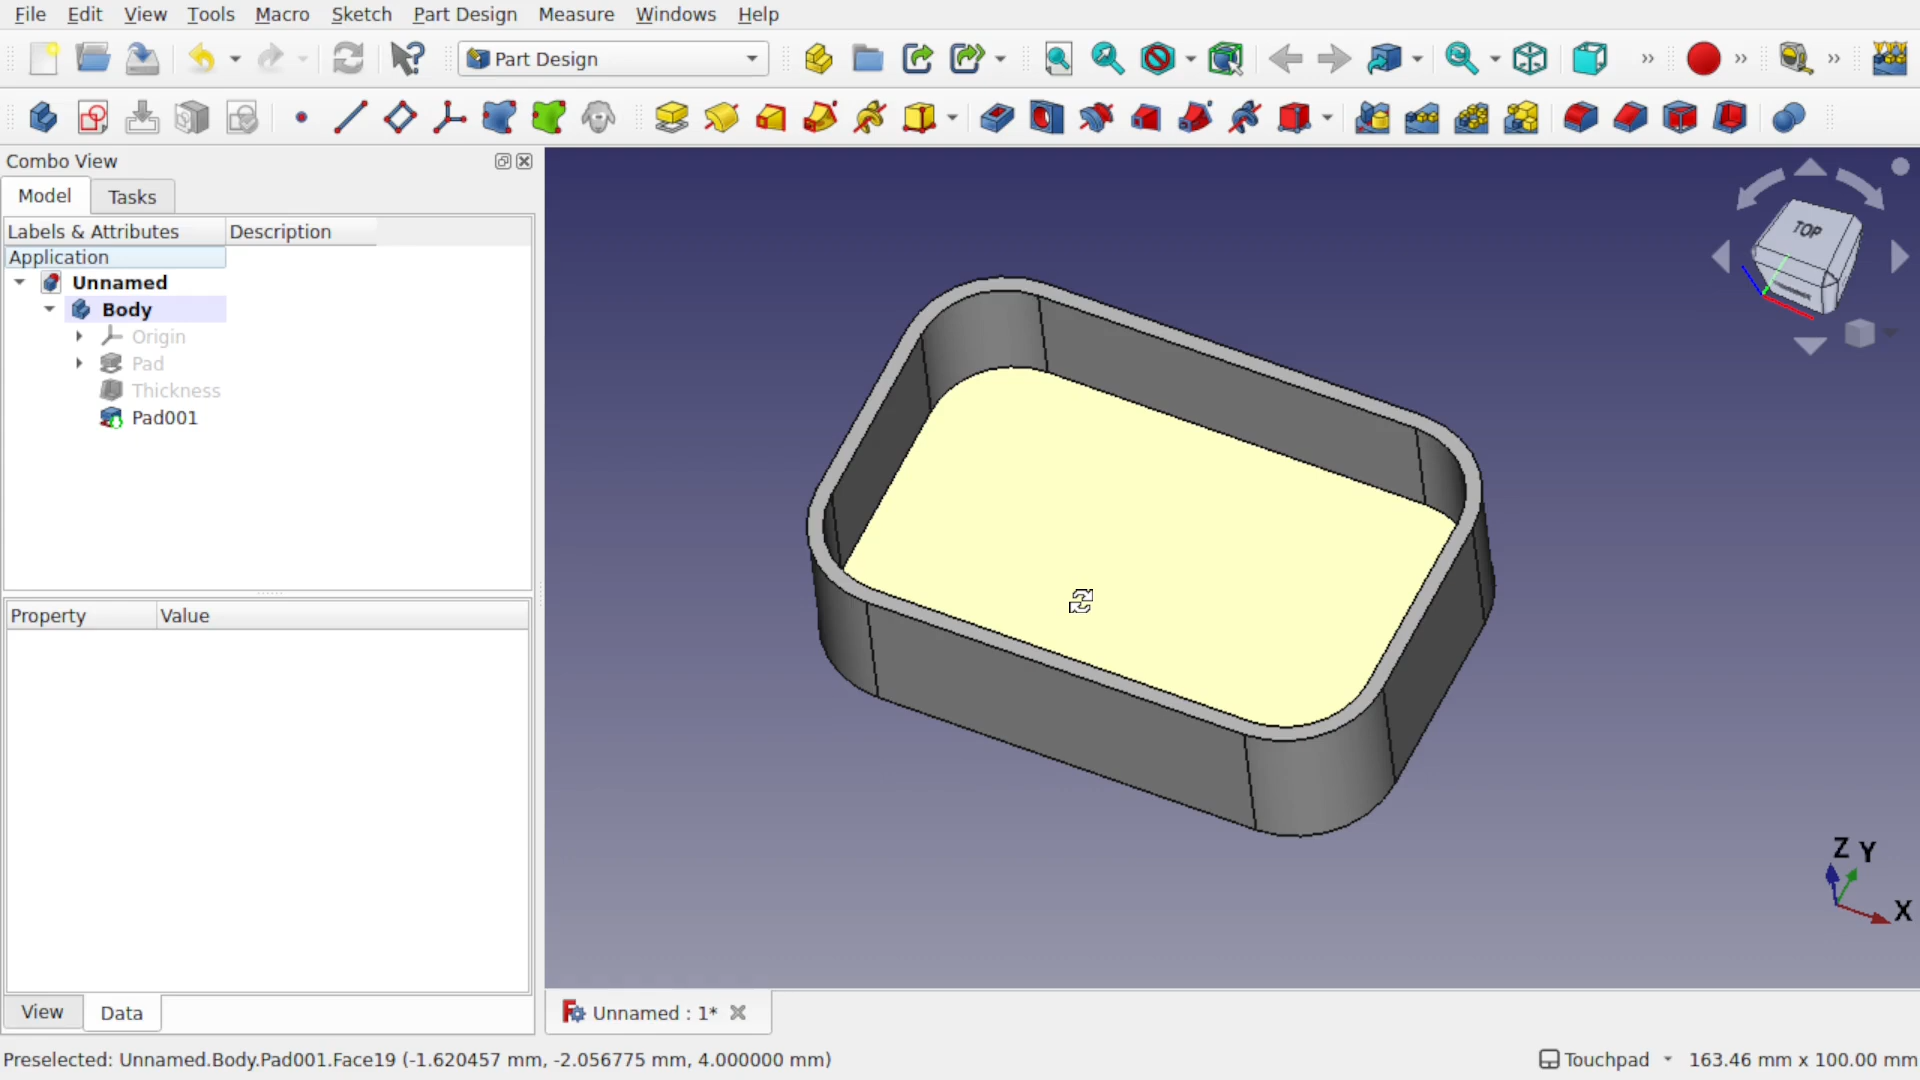 File Edit View Tools Macro Sketch Part Design Measure Windows Help
Part Design
Combo View
Model Tasks
Labels & Attributes Description
Application
Unnamed
Body
Origin
Pad
Thickness
Pad001
Property Value
View Data
TOP
Z Y
X
Unnamed : 1*
Preselected: Unnamed.Body.Pad001.Face19 (-1.620457 mm, -2.056775 mm, 4.000000 mm)
Touchpad 163.46 mm x 100.00 mm